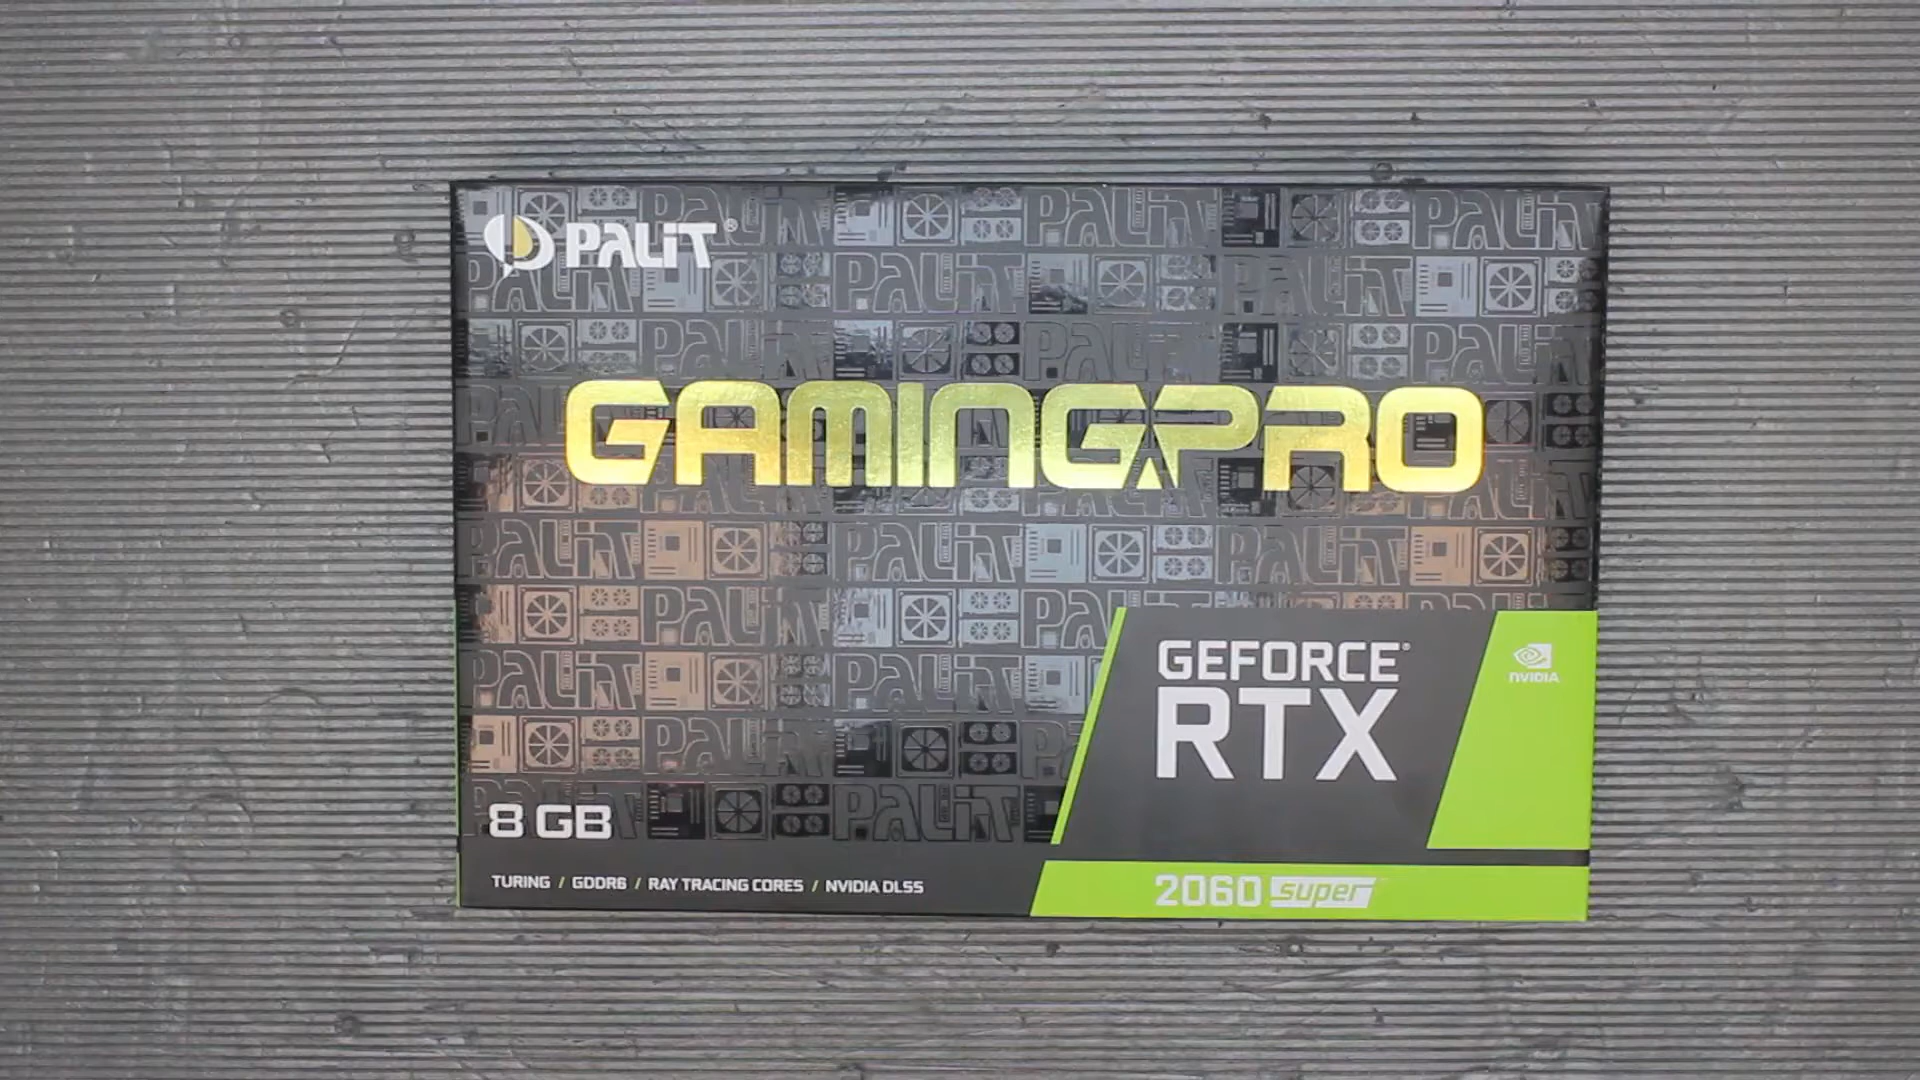 PALIT®
GAMINGPRO
GEFORCE®
RTX
NVIDIA
8 GB
TURING / GDDR6 / RAY TRACING CORES / NVIDIA DLSS
2060 SUPER